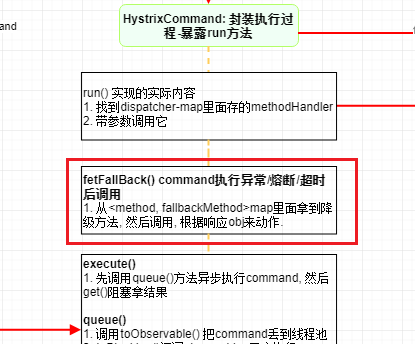 HystrixCommand: 封装执行过
程-暴露run方法
and
run() 实现的实际内容
1. 找到dispatcher-map里面存的methodHandler
2. 带参数调用它
fetFallBack() command执行异常/熔断/超时
后调用
1. 从<method, fallbackMethod>map里面拿到降
级方法, 然后调用, 根据响应obj来动作.
execute()
1. 先调用queue()方法异步执行command, 然后
get()阻塞拿结果
queue()
1. 调用toObservable() 把command丢到线程池